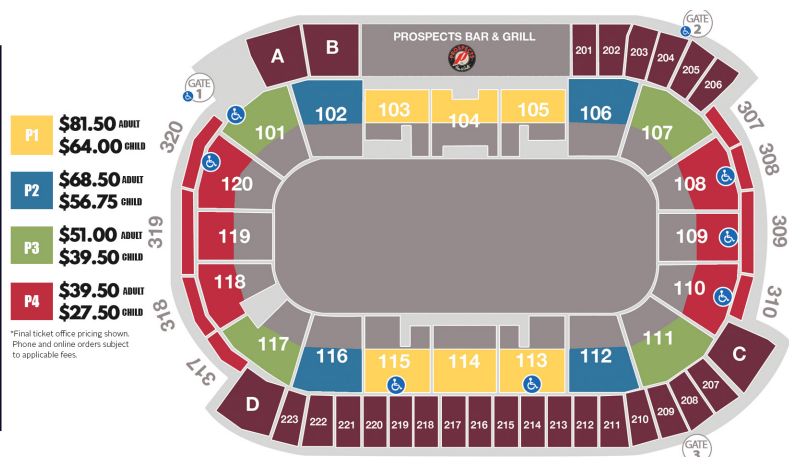 P1
$81.50 ADULT
$64.00 CHILD
P2
$68.50 ADULT
$56.75 CHILD
P3
$51.00 ADULT
$39.50 CHILD
P4
$39.50 ADULT
$27.50 CHILD
*Final ticket office pricing shown.
Phone and online orders subject
to applicable fees.
GATE
1
GATE
2
GATE
3
A
B
PROSPECTS BAR & GRILL
PROSPECTS
201
202
203
204
205
206
101
102
103
104
105
106
107
108
109
110
111
112
113
114
115
116
117
118
119
120
320
319
318
317
307
308
309
310
C
D
223
222
221
220
219
218
217
216
215
214
213
212
211
210
209
208
207